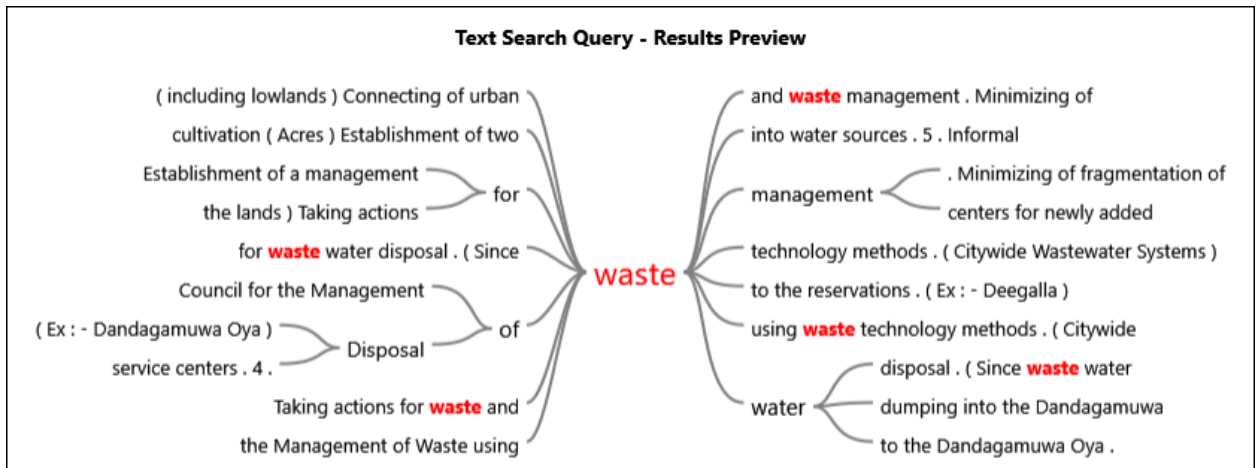 Text Search Query - Results Preview
( including lowlands ) Connecting of urban
cultivation ( Acres ) Establishment of two
Establishment of a management
the lands ) Taking actions
for
for waste water disposal . ( Since
Council for the Management
( Ex : - Dandagamuwa Oya )
service centers . 4 .
Disposal
of
Taking actions for waste and
the Management of Waste using
waste
and waste management . Minimizing of
into water sources . 5 . Informal
management
. Minimizing of fragmentation of
centers for newly added
technology methods . ( Citywide Wastewater Systems )
to the reservations . ( Ex : - Deegalla )
using waste technology methods . ( Citywide
water
disposal . ( Since waste water
dumping into the Dandagamuwa
to the Dandagamuwa Oya .